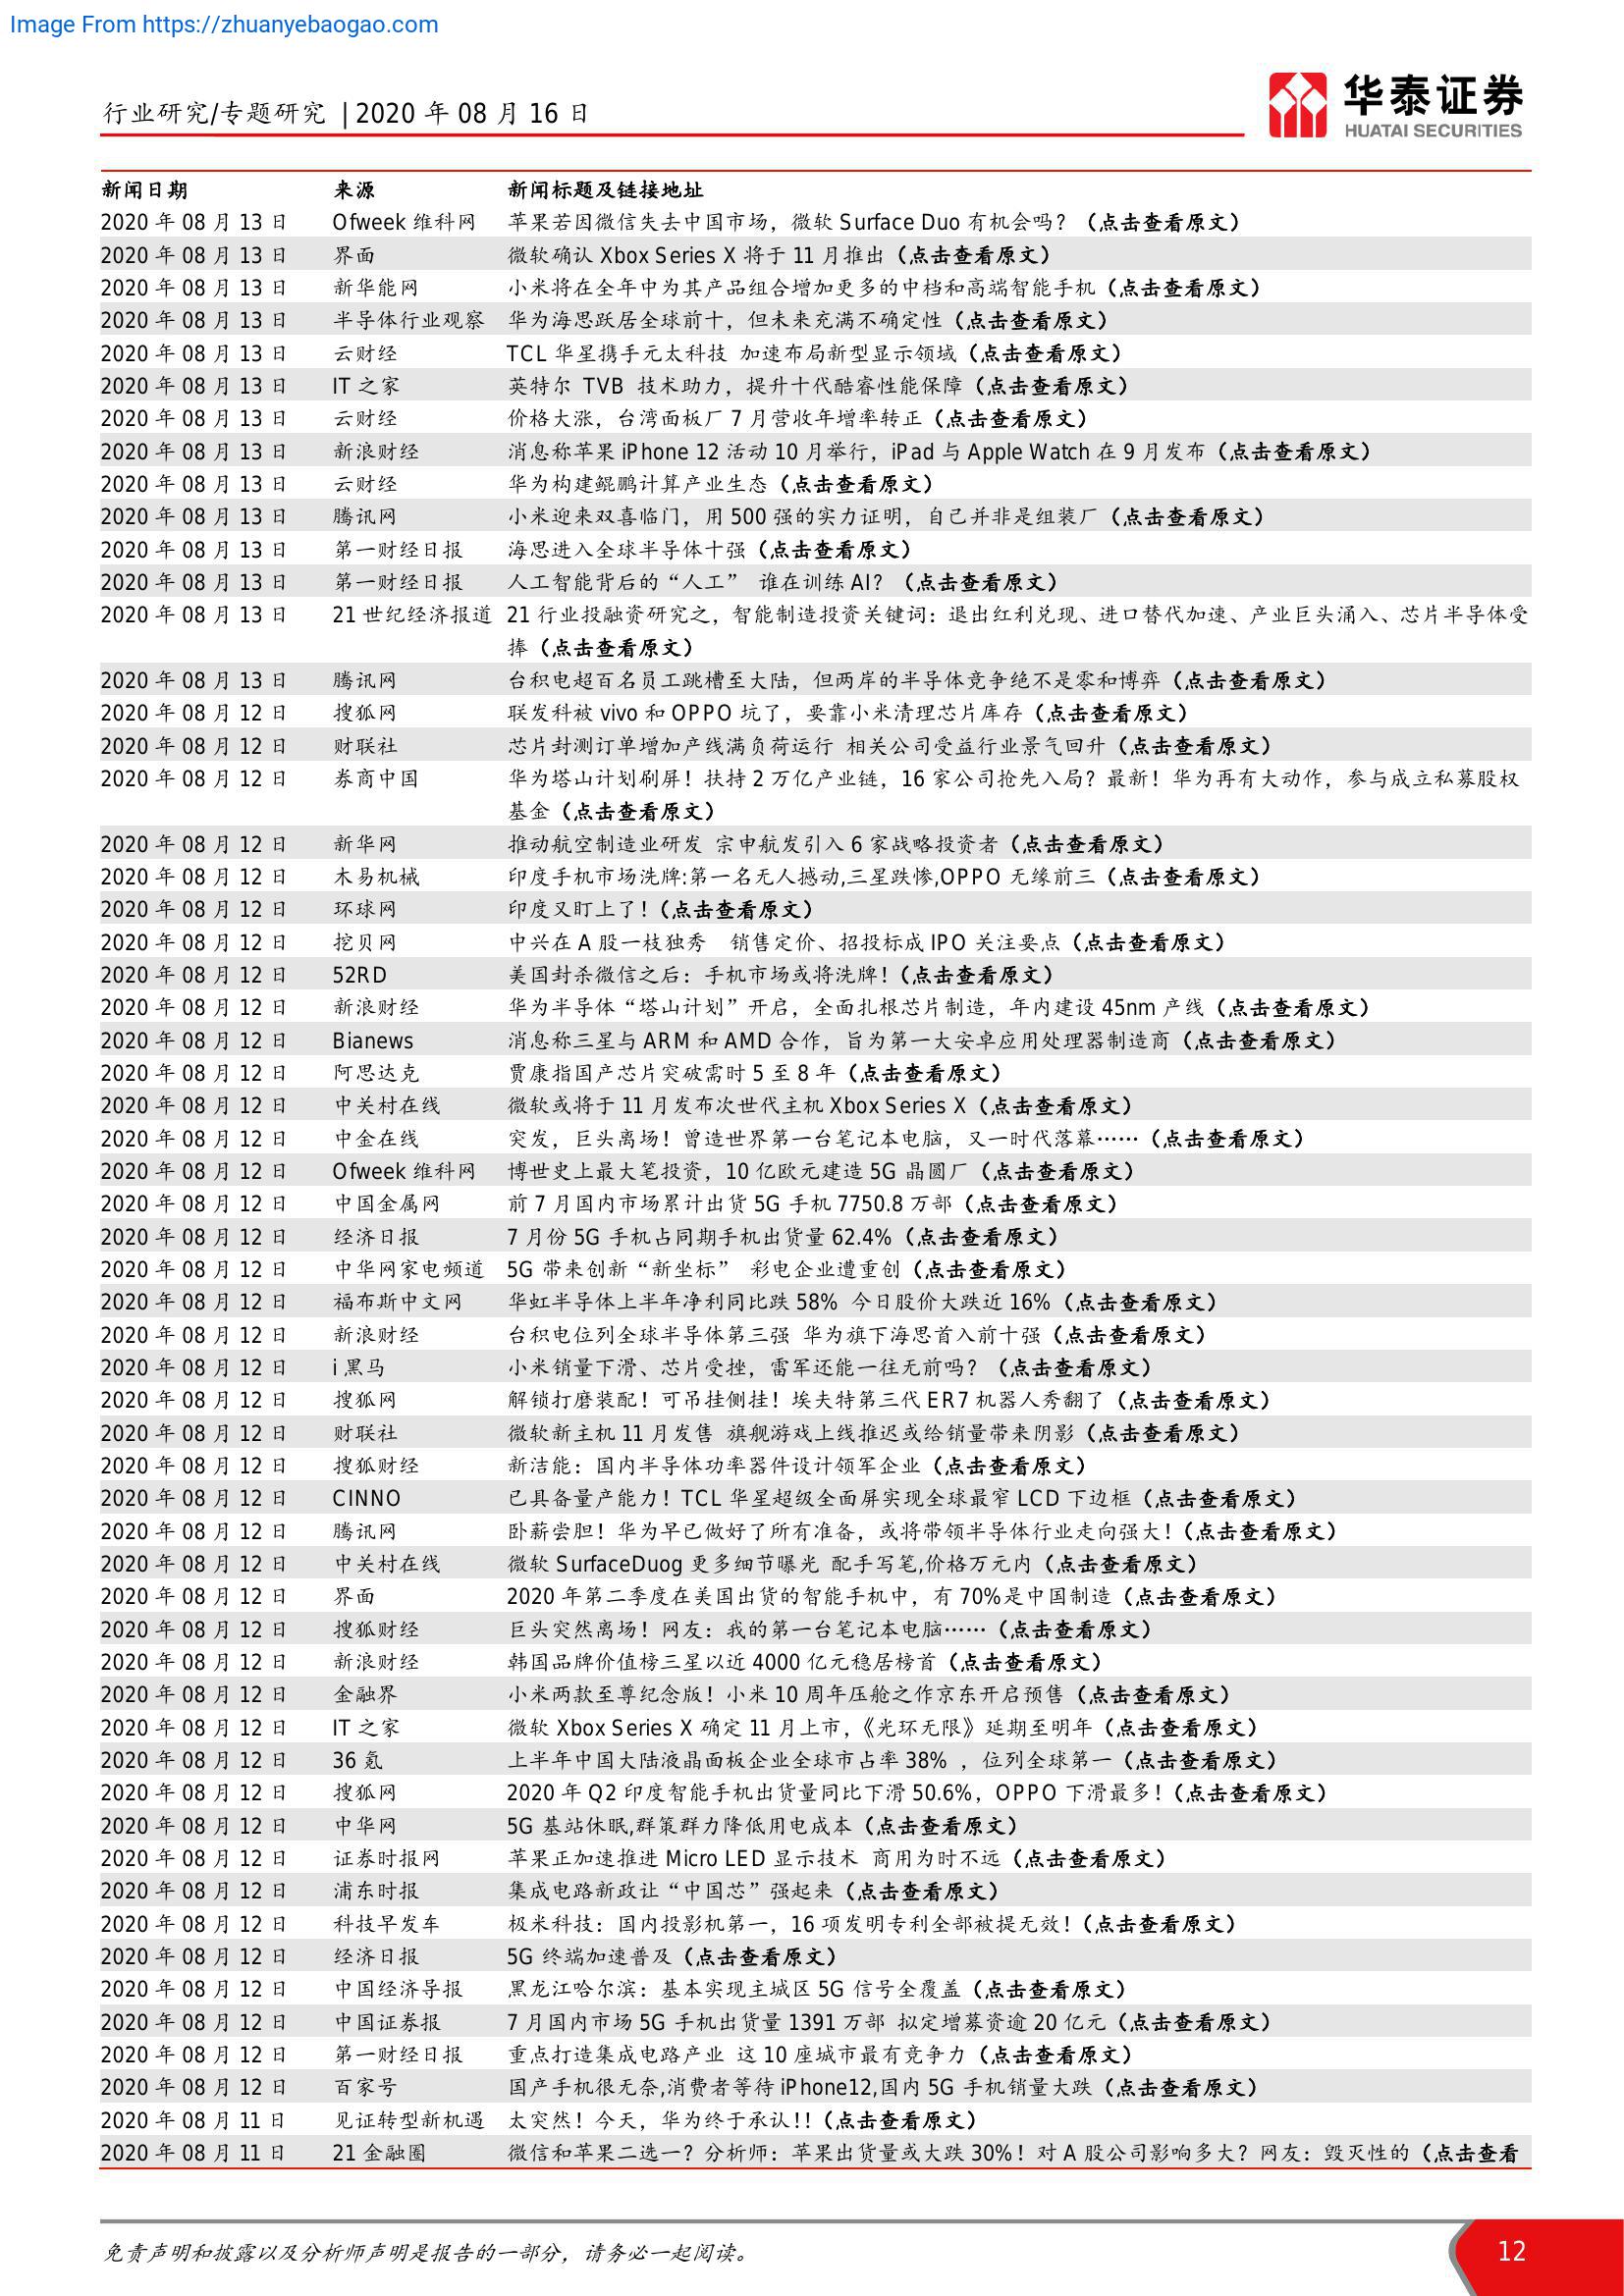 Image From https://zhuanyebaogao.com
行业研究/专题研究 | 2020 年 08 月 16 日
华泰证券
HUATAI SECURITIES
新闻日期 来源 新闻标题及链接地址
2020 年 08 月 13 日 Ofweek 维科网 苹果若因微信失去中国市场，微软 Surface Duo 有机会吗？（点击查看原文）
2020 年 08 月 13 日 界面 微软确认 Xbox Series X 将于 11 月推出（点击查看原文）
2020 年 08 月 13 日 新华能网 小米将在全年中为其产品组合增加更多的中档和高端智能手机（点击查看原文）
2020 年 08 月 13 日 半导体行业观察 华为海思跃居全球前十，但未来充满不确定性（点击查看原文）
2020 年 08 月 13 日 云财经 TCL 华星携手元太科技 加速布局新型显示领域（点击查看原文）
2020 年 08 月 13 日 IT 之家 英特尔 TVB 技术助力，提升十代酷睿性能保障（点击查看原文）
2020 年 08 月 13 日 云财经 价格大涨，台湾面板厂 7 月营收年增率转正（点击查看原文）
2020 年 08 月 13 日 新浪财经 消息称苹果 iPhone 12 活动 10 月举行，iPad 与 Apple Watch 在 9 月发布（点击查看原文）
2020 年 08 月 13 日 云财经 华为构建鲲鹏计算产业生态（点击查看原文）
2020 年 08 月 13 日 腾讯网 小米迎来双喜临门，用 500 强的实力证明，自己并非是组装厂（点击查看原文）
2020 年 08 月 13 日 第一财经日报 海思进入全球半导体十强（点击查看原文）
2020 年 08 月 13 日 第一财经日报 人工智能背后的“人工” 谁在训练 AI？（点击查看原文）
2020 年 08 月 13 日 21 世纪经济报道 21 行业投融资研究之，智能制造投资关键词：退出红利兑现、进口替代加速、产业巨头涌入、芯片半导体受
捧（点击查看原文）
2020 年 08 月 13 日 腾讯网 台积电超百名员工跳槽至大陆，但两岸的半导体竞争绝不是零和博弈（点击查看原文）
2020 年 08 月 12 日 搜狐网 联发科被 vivo 和 OPPO 坑了，要靠小米清理芯片库存（点击查看原文）
2020 年 08 月 12 日 财联社 芯片封测订单增加产线满负荷运行 相关公司受益行业景气回升（点击查看原文）
2020 年 08 月 12 日 券商中国 华为塔山计划刷屏！扶持 2 万亿产业链，16 家公司抢先入局？最新！华为再有大动作，参与成立私募股权
基金（点击查看原文）
2020 年 08 月 12 日 新华网 推动航空制造业研发 宗申航发引入 6 家战略投资者（点击查看原文）
2020 年 08 月 12 日 木易机械 印度手机市场洗牌:第一名无人撼动,三星跌惨,OPPO 无缘前三（点击查看原文）
2020 年 08 月 12 日 环球网 印度又盯上了！（点击查看原文）
2020 年 08 月 12 日 挖贝网 中兴在 A 股一枝独秀 销售定价、招投标成 IPO 关注要点（点击查看原文）
2020 年 08 月 12 日 52RD 美国封杀微信之后：手机市场或将洗牌！（点击查看原文）
2020 年 08 月 12 日 新浪财经 华为半导体“塔山计划”开启，全面扎根芯片制造，年内建设 45nm 产线（点击查看原文）
2020 年 08 月 12 日 Bianews 消息称三星与 ARM 和 AMD 合作，旨为第一大安卓应用处理器制造商（点击查看原文）
2020 年 08 月 12 日 阿思达克 贾康指国产芯片突破需时 5 至 8 年（点击查看原文）
2020 年 08 月 12 日 中关村在线 微软或将于 11 月发布次世代主机 Xbox Series X（点击查看原文）
2020 年 08 月 12 日 中金在线 突发，巨头离场！曾造世界第一台笔记本电脑，又一时代落幕……（点击查看原文）
2020 年 08 月 12 日 Ofweek 维科网 博世史上最大笔投资，10 亿欧元建造 5G 晶圆厂（点击查看原文）
2020 年 08 月 12 日 中国金属网 前 7 月国内市场累计出货 5G 手机 7750.8 万部（点击查看原文）
2020 年 08 月 12 日 经济日报 7 月份 5G 手机占同期手机出货量 62.4%（点击查看原文）
2020 年 08 月 12 日 中华网家电频道 5G 带来创新“新坐标” 彩电企业遭重创（点击查看原文）
2020 年 08 月 12 日 福布斯中文网 华虹半导体上半年净利同比跌 58% 今日股价大跌近 16%（点击查看原文）
2020 年 08 月 12 日 新浪财经 台积电位列全球半导体第三强 华为旗下海思首入前十强（点击查看原文）
2020 年 08 月 12 日 i 黑马 小米销量下滑、芯片受挫，雷军还能一往无前吗？（点击查看原文）
2020 年 08 月 12 日 搜狐网 解锁打磨装配！可吊挂侧挂！埃夫特第三代 ER7 机器人秀翻了（点击查看原文）
2020 年 08 月 12 日 财联社 微软新主机 11 月发售 旗舰游戏上线推迟或给销量带来阴影（点击查看原文）
2020 年 08 月 12 日 搜狐财经 新洁能：国内半导体功率器件设计领军企业（点击查看原文）
2020 年 08 月 12 日 CINNO 已具备量产能力！TCL 华星超级全面屏实现全球最窄 LCD 下边框（点击查看原文）
2020 年 08 月 12 日 腾讯网 卧薪尝胆！华为早已做好了所有准备，或将带领半导体行业走向强大！（点击查看原文）
2020 年 08 月 12 日 中关村在线 微软 SurfaceDuog 更多细节曝光 配手写笔,价格万元内（点击查看原文）
2020 年 08 月 12 日 界面 2020 年第二季度在美国出货的智能手机中，有 70%是中国制造（点击查看原文）
2020 年 08 月 12 日 搜狐财经 巨头突然离场！网友：我的第一台笔记本电脑……（点击查看原文）
2020 年 08 月 12 日 新浪财经 韩国品牌价值榜三星以近 4000 亿元稳居榜首（点击查看原文）
2020 年 08 月 12 日 金融界 小米两款至尊纪念版！小米 10 周年压舱之作京东开启预售（点击查看原文）
2020 年 08 月 12 日 IT 之家 微软 Xbox Series X 确定 11 月上市，《光环无限》延期至明年（点击查看原文）
2020 年 08 月 12 日 36 氪 上半年中国大陆液晶面板企业全球市占率 38% ，位列全球第一（点击查看原文）
2020 年 08 月 12 日 搜狐网 2020 年 Q2 印度智能手机出货量同比下滑 50.6%，OPPO 下滑最多！（点击查看原文）
2020 年 08 月 12 日 中华网 5G 基站休眠,群策群力降低用电成本（点击查看原文）
2020 年 08 月 12 日 证券时报网 苹果正加速推进 Micro LED 显示技术 商用为时不远（点击查看原文）
2020 年 08 月 12 日 浦东时报 集成电路新政让“中国芯”强起来（点击查看原文）
2020 年 08 月 12 日 科技早发车 极米科技：国内投影机第一，16 项发明专利全部被提无效！（点击查看原文）
2020 年 08 月 12 日 经济日报 5G 终端加速普及（点击查看原文）
2020 年 08 月 12 日 中国经济导报 黑龙江哈尔滨：基本实现主城区 5G 信号全覆盖（点击查看原文）
2020 年 08 月 12 日 中国证券报 7 月国内市场 5G 手机出货量 1391 万部 拟定增募资逾 20 亿元（点击查看原文）
2020 年 08 月 12 日 第一财经日报 重点打造集成电路产业 这 10 座城市最有竞争力（点击查看原文）
2020 年 08 月 12 日 百家号 国产手机很无奈,消费者等待 iPhone12,国内 5G 手机销量大跌（点击查看原文）
2020 年 08 月 11 日 见证转型新机遇 太突然！今天，华为终于承认!!（点击查看原文）
2020 年 08 月 11 日 21 金融圈 微信和苹果二选一？分析师：苹果出货量或大跌 30%！对 A 股公司影响多大？网友：毁灭性的（点击查看
免责声明和披露以及分析师声明是报告的一部分，请务必一起阅读。
12